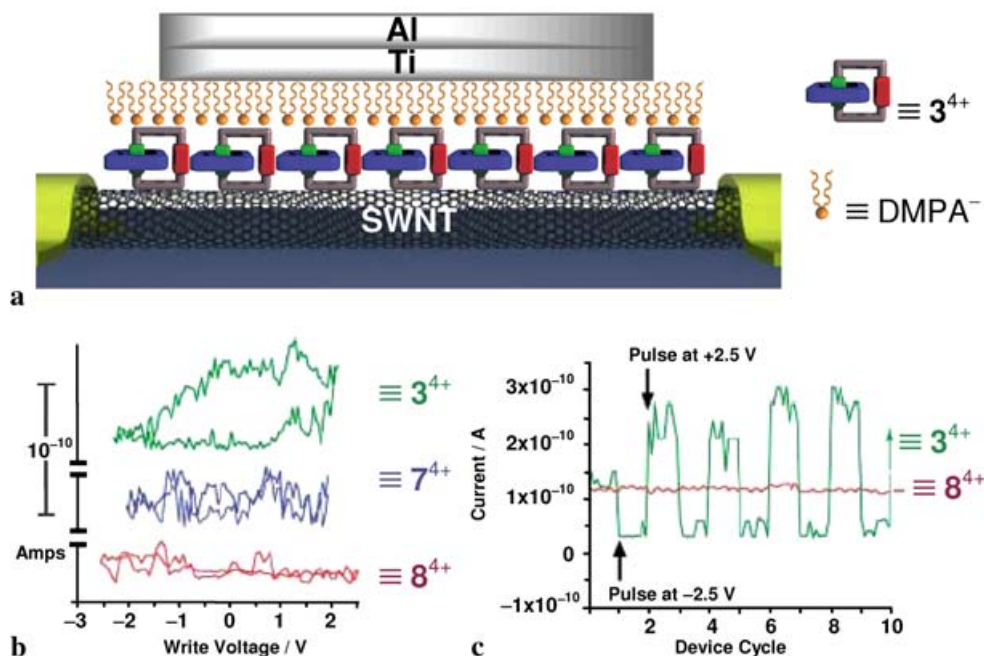 Al
Ti
≡ 3⁴⁺
SWNT
≡ DMPA⁻
a
≡ 3⁴⁺
10⁻¹⁰
≡ 7⁴⁺
Amps
≡ 8⁴⁺
−3 −2 −1 0 1 2
Write Voltage / V
b
Pulse at +2.5 V
3x10⁻¹⁰
2x10⁻¹⁰
1x10⁻¹⁰
0
−1x10⁻¹⁰
Current / A
≡ 3⁴⁺
≡ 8⁴⁺
Pulse at −2.5 V
2 4 6 8 10
Device Cycle
c